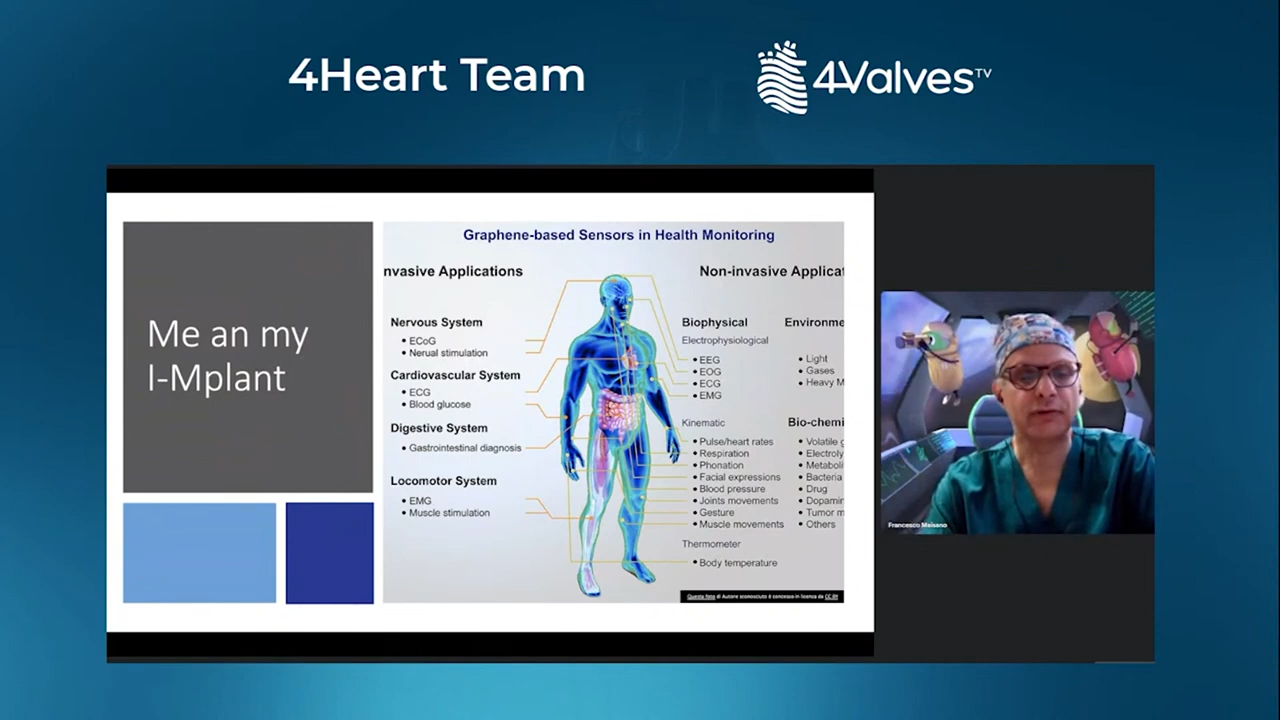 4Heart Team
4Valves TV
Me an my
I-Mplant
Graphene-based Sensors in Health Monitoring
nvasive Applications
Non-invasive Applicat
Nervous System
• ECoG
• Nerual stimulation
Cardiovascular System
• ECG
• Blood glucose
Digestive System
• Gastrointestinal diagnosis
Locomotor System
• EMG
• Muscle stimulation
Biophysical
Electrophysiological
• EEG
• EOG
• ECG
• EMG
Kinematic
• Pulse/heart rates
• Respiration
• Phonation
• Facial expressions
• Blood pressure
• Joints movements
• Gesture
• Muscle movements
Thermometer
• Body temperature
Environme
• Light
• Gases
• Heavy M
Bio-chemi
• Volatile g
• Electroly
• Metaboli
• Bacteria
• Drug
• Dopamin
• Tumor m
• Others
Questa foto di Autore sconosciuto è concesso in licenza da CC BY
Francesco Maisano